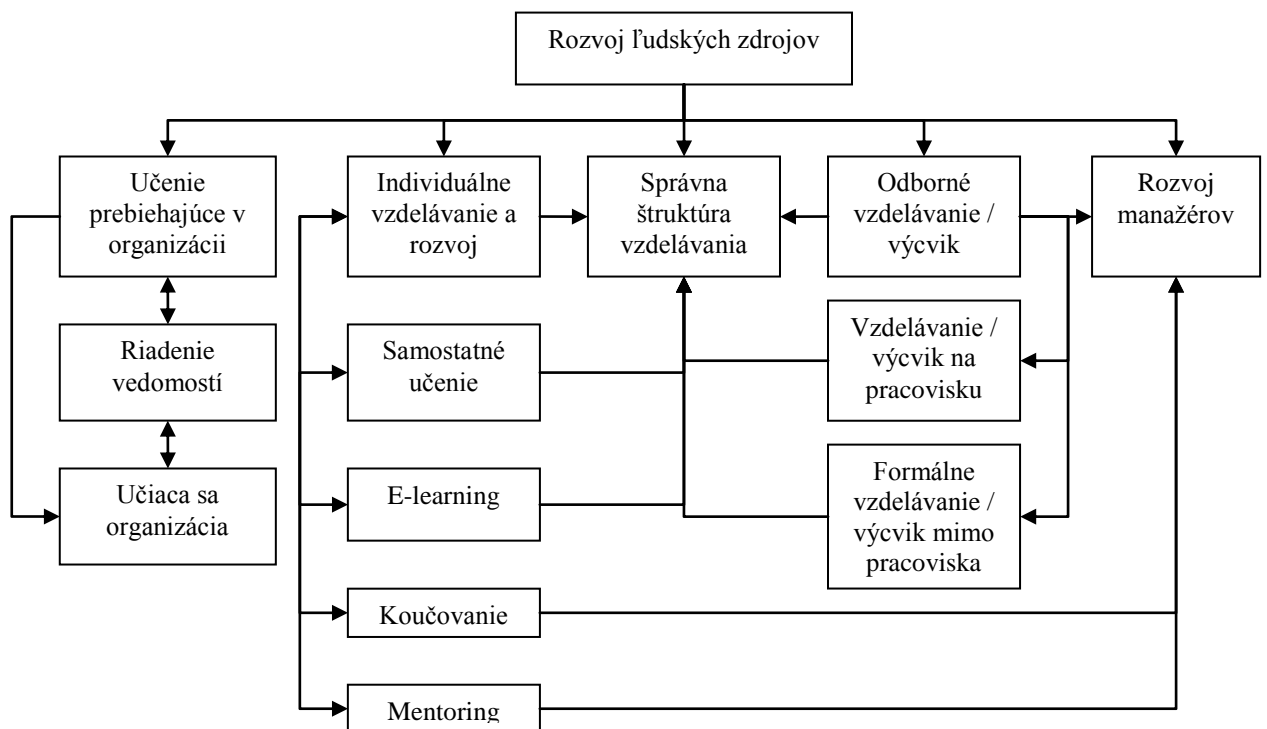 Rozvoj ľudských zdrojov
Učenie
prebiehajúce v
organizácii
Individuálne
vzdelávanie a
rozvoj
Správna
štruktúra
vzdelávania
Odborné
vzdelávanie /
výcvik
Rozvoj
manažérov
Riadenie
vedomostí
Samostatné
učenie
Vzdelávanie /
výcvik na
pracovisku
Učiaca sa
organizácia
E-learning
Formálne
vzdelávanie /
výcvik mimo
pracoviska
Koučovanie
Mentoring